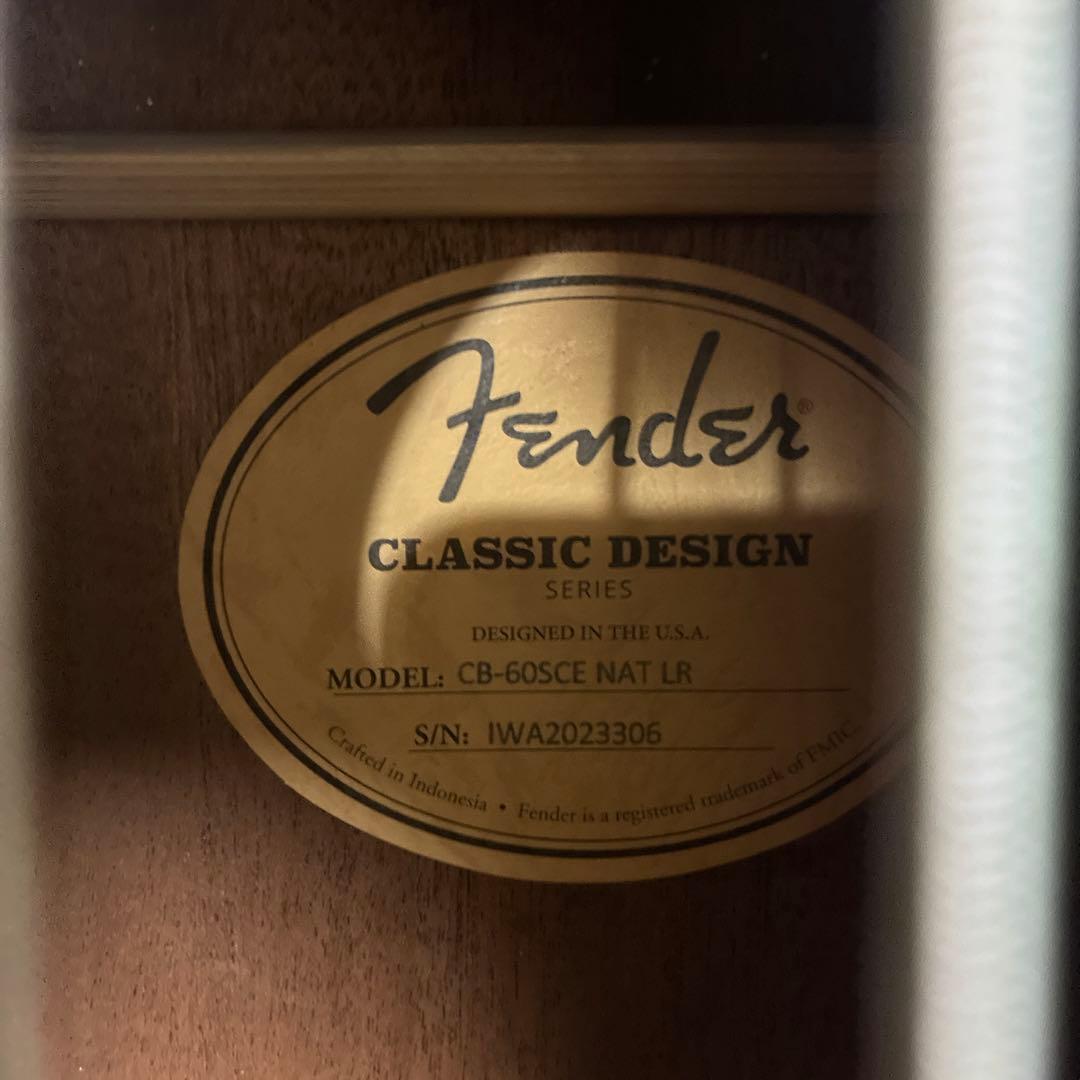 Fender®
CLASSIC DESIGN
SERIES
DESIGNED IN THE U.S.A.
MODEL: CB-60SCE NAT LR
S/N: IWA2023306
Crafted in Indonesia • Fender is a registered trademark of FMIC.